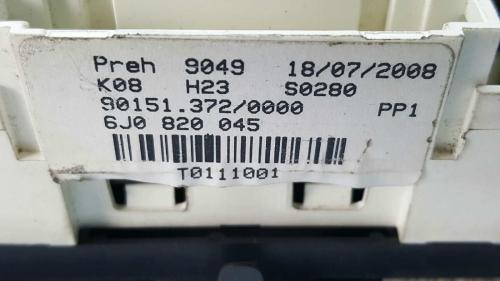 Preh 9049 18/07/2008
K08 H23 S0280
90151.372/0000 PP1
6J0 820 045
T0111001